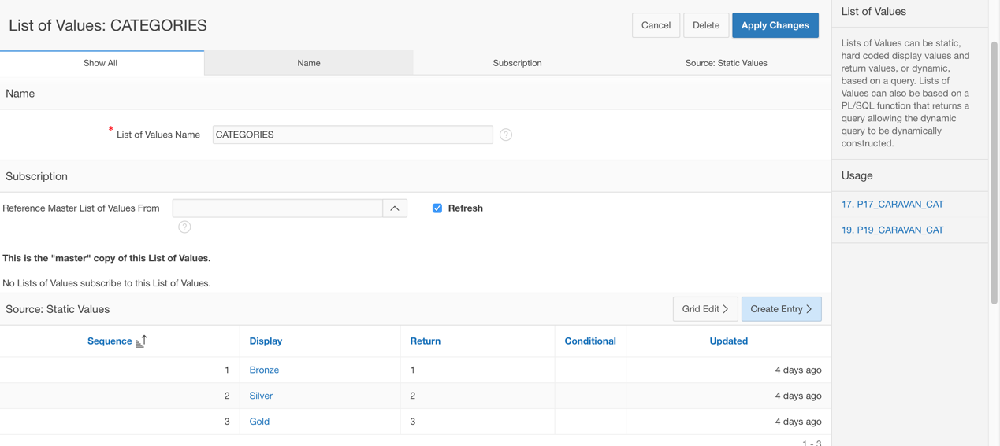 List of Values: CATEGORIES
Cancel
Delete
Apply Changes
Show All
Name
Subscription
Source: Static Values
Name
* List of Values Name
CATEGORIES
?
Subscription
Reference Master List of Values From
Refresh
?
This is the "master" copy of this List of Values.
No Lists of Values subscribe to this List of Values.
Source: Static Values
Grid Edit
Create Entry
Sequence Display Return Conditional Updated
1 Bronze 1 4 days ago
2 Silver 2 4 days ago
3 Gold 3 4 days ago
1 - 3
List of Values
Lists of Values can be static,
hard coded display values and
return values, or dynamic,
based on a query. Lists of
Values can also be based on a
PL/SQL function that returns a
query allowing the dynamic
query to be dynamically
constructed.
Usage
17. P17_CARAVAN_CAT
19. P19_CARAVAN_CAT